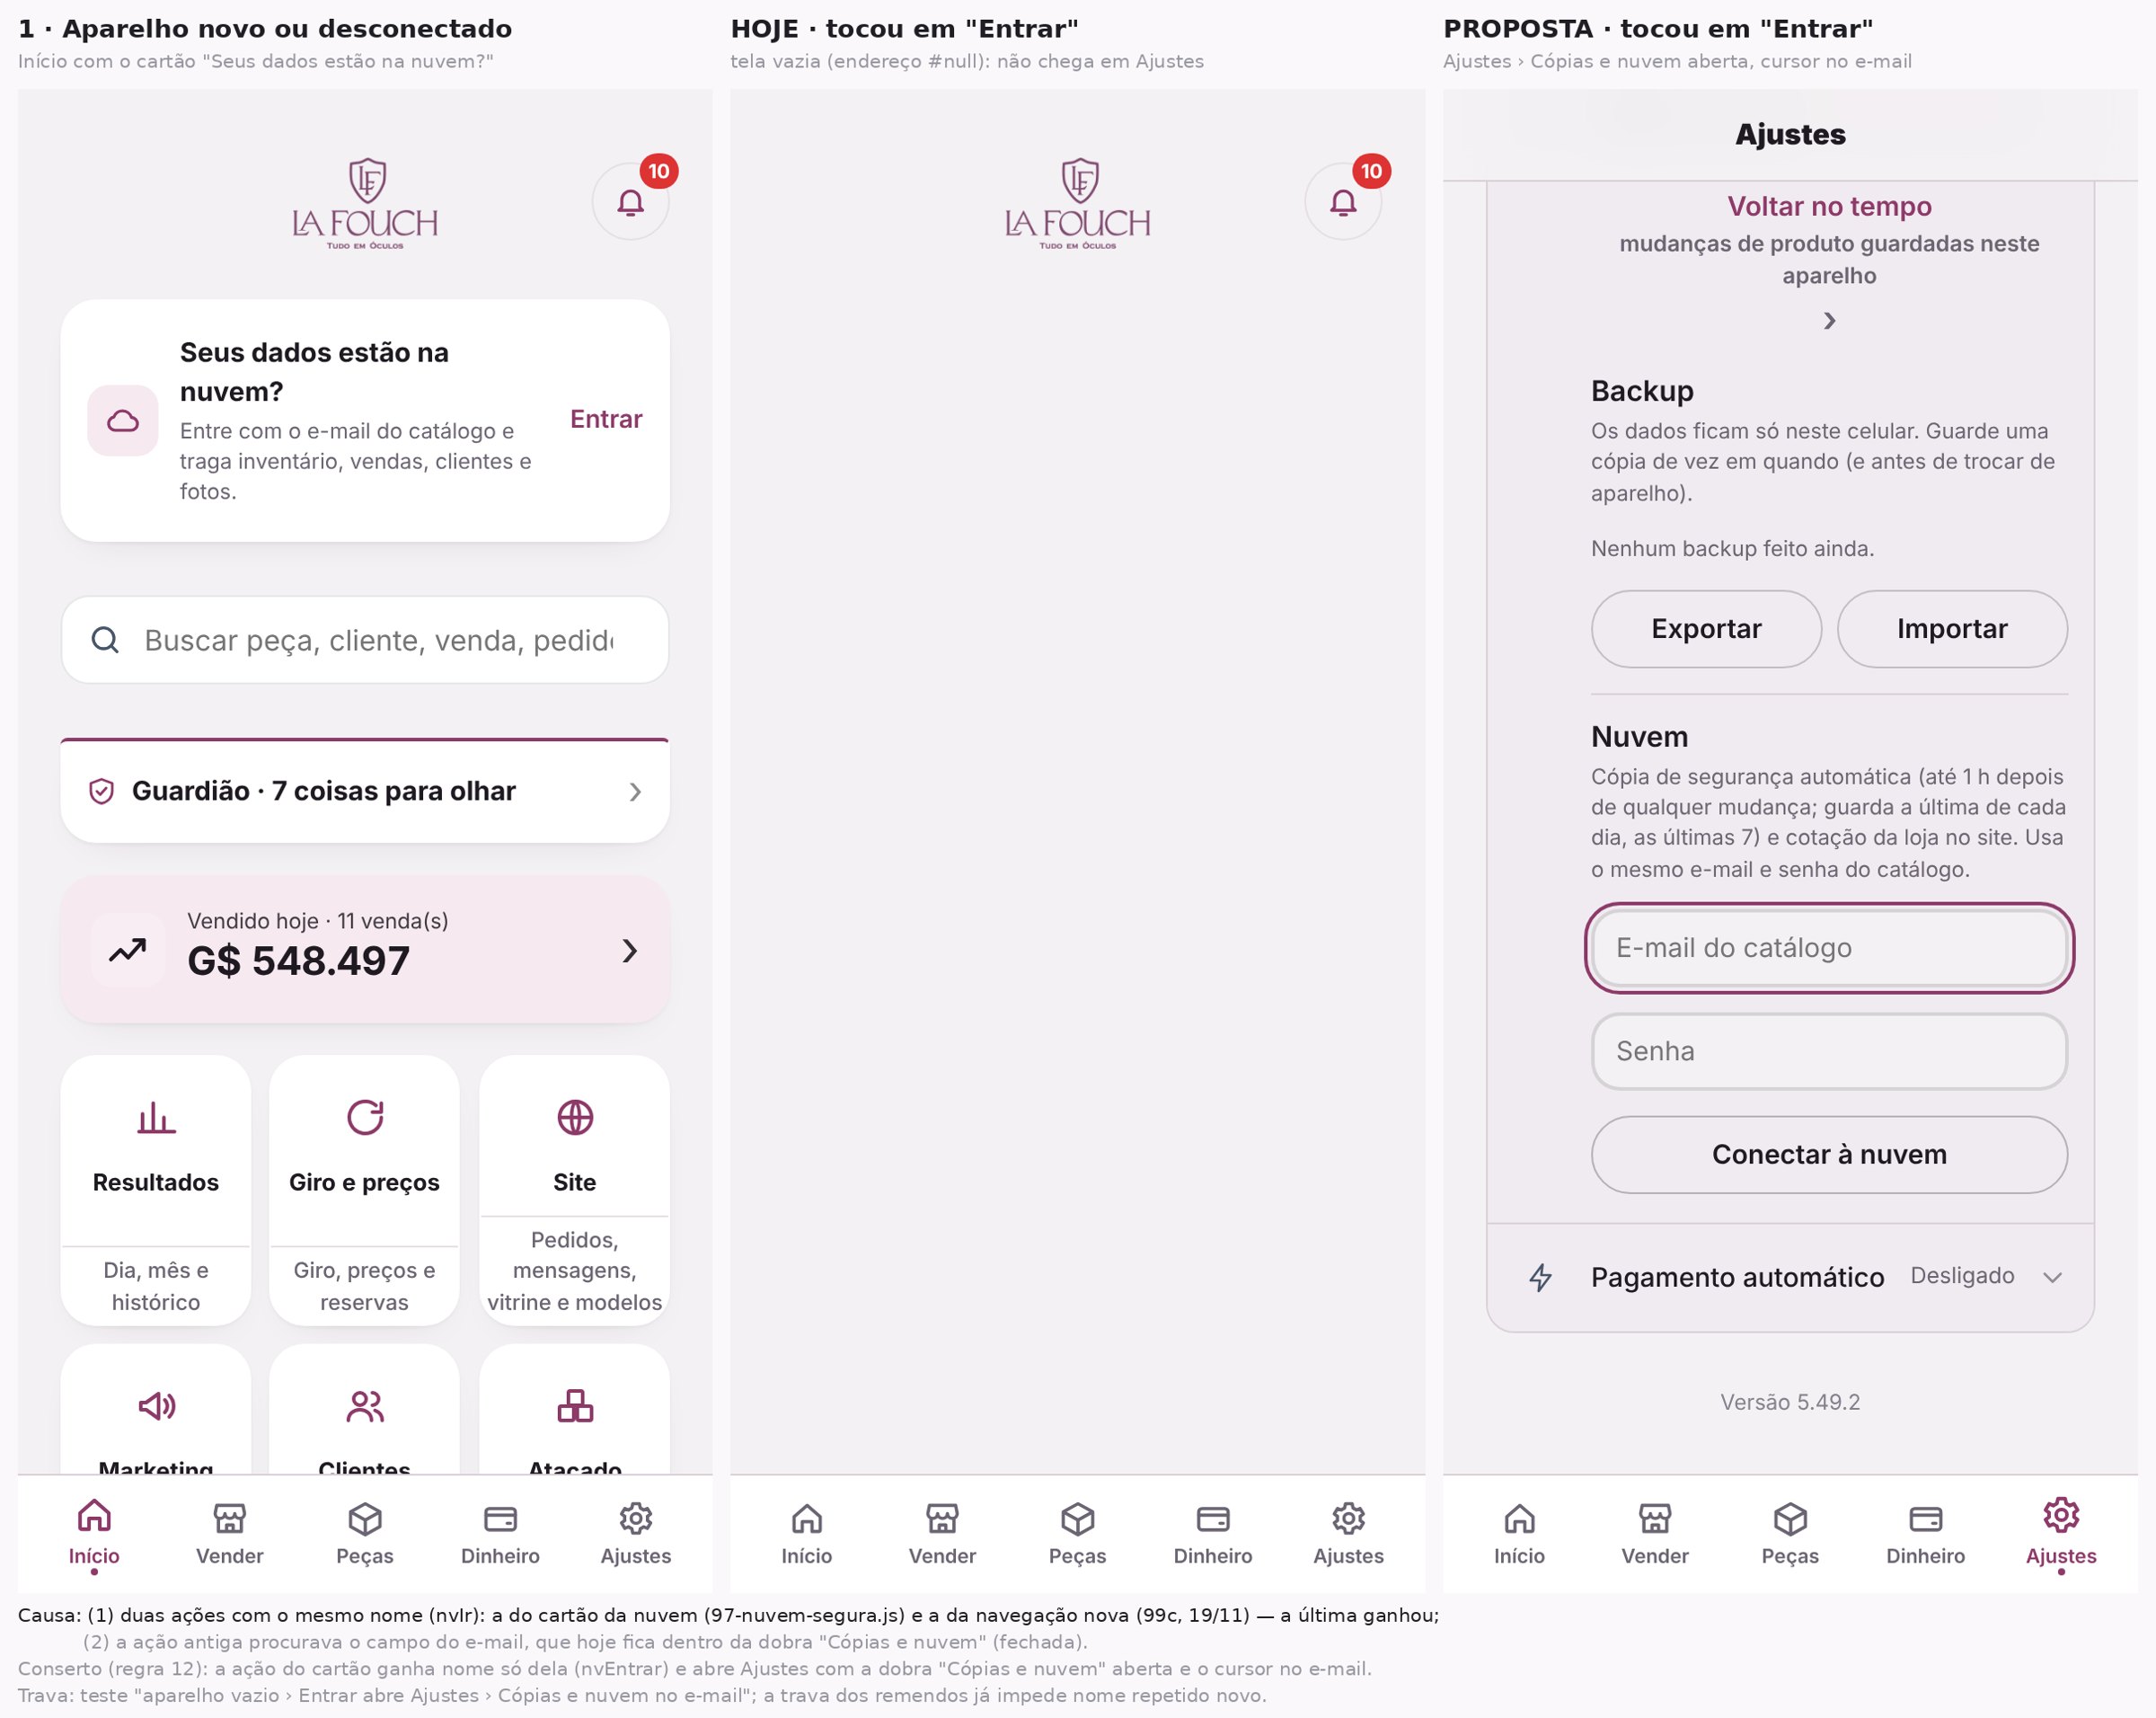 1 · Aparelho novo ou desconectado
Início com o cartão "Seus dados estão na nuvem?"
LF
LA FOUCH
TUDO EM ÓCULOS
10
Seus dados estão na
nuvem?
Entre com o e-mail do catálogo e
traga inventário, vendas, clientes e
fotos.
Entrar
Buscar peça, cliente, venda, pedido
Guardião · 7 coisas para olhar
Vendido hoje · 11 venda(s)
G$ 548.497
Resultados
Dia, mês e
histórico
Giro e preços
Giro, preços e
reservas
Site
Pedidos,
mensagens,
vitrine e modelos
Marketing
Clientes
Atacado
Início
Vender
Peças
Dinheiro
Ajustes
HOJE · tocou em "Entrar"
tela vazia (endereço #null): não chega em Ajustes
LF
LA FOUCH
TUDO EM ÓCULOS
10
Início
Vender
Peças
Dinheiro
Ajustes
PROPOSTA · tocou em "Entrar"
Ajustes › Cópias e nuvem aberta, cursor no e-mail
Ajustes
Voltar no tempo
mudanças de produto guardadas neste
aparelho
Backup
Os dados ficam só neste celular. Guarde uma
cópia de vez em quando (e antes de trocar de
aparelho).
Nenhum backup feito ainda.
Exportar
Importar
Nuvem
Cópia de segurança automática (até 1 h depois
de qualquer mudança; guarda a última de cada
dia, as últimas 7) e cotação da loja no site. Usa
o mesmo e-mail e senha do catálogo.
E-mail do catálogo
Senha
Conectar à nuvem
Pagamento automático
Desligado
Versão 5.49.2
Início
Vender
Peças
Dinheiro
Ajustes
Causa: (1) duas ações com o mesmo nome (nvIr): a do cartão da nuvem (97-nuvem-segura.js) e a da navegação nova (99c, 19/11) — a última ganhou;
(2) a ação antiga procurava o campo do e-mail, que hoje fica dentro da dobra "Cópias e nuvem" (fechada).
Conserto (regra 12): a ação do cartão ganha nome só dela (nvEntrar) e abre Ajustes com a dobra "Cópias e nuvem" aberta e o cursor no e-mail.
Trava: teste "aparelho vazio › Entrar abre Ajustes › Cópias e nuvem no e-mail"; a trava dos remendos já impede nome repetido novo.